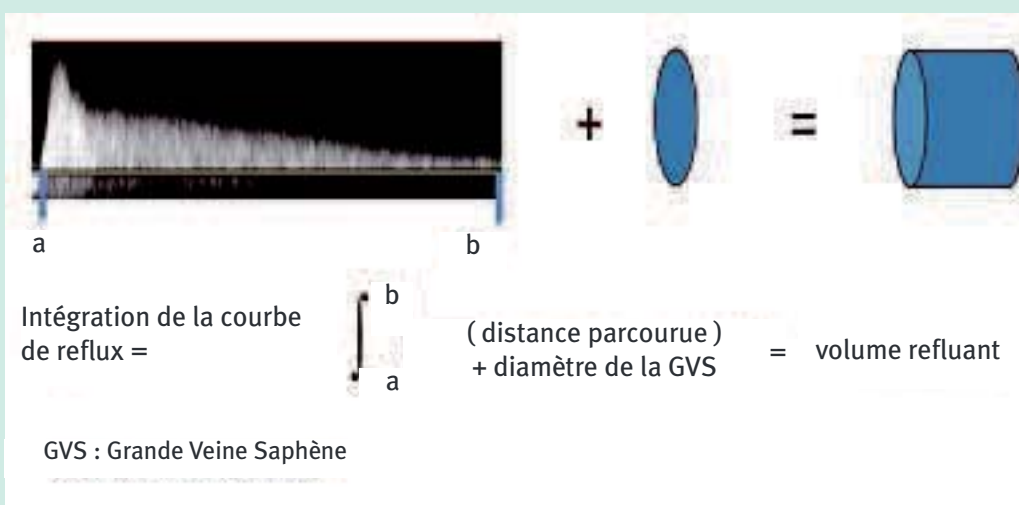 + =
a b
Intégration de la courbe
de reflux =
∫ b a
( distance parcourue )
+ diamètre de la GVS
= volume refluant
GVS : Grande Veine Saphène